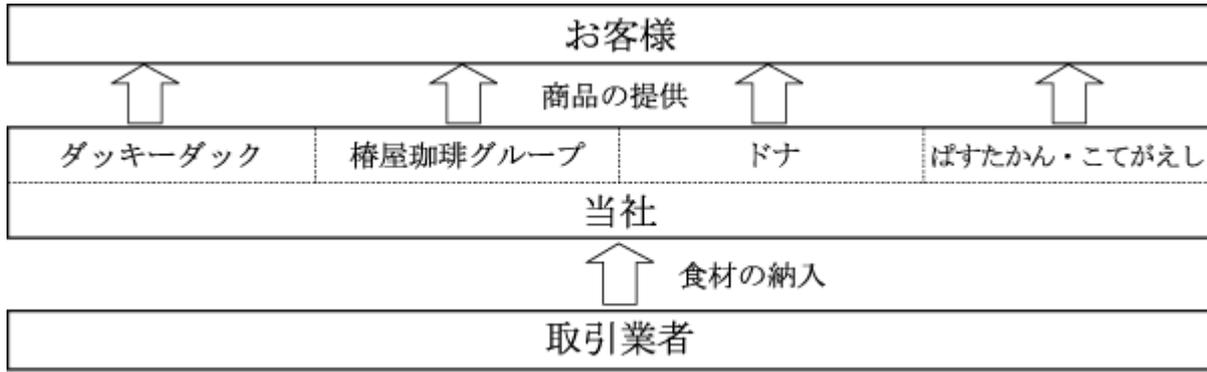 お客様
商品の提供
ダッキーダック 椿屋珈琲グループ ドナ ぱすたかん・こてがえし
当社
食材の納入
取引業者